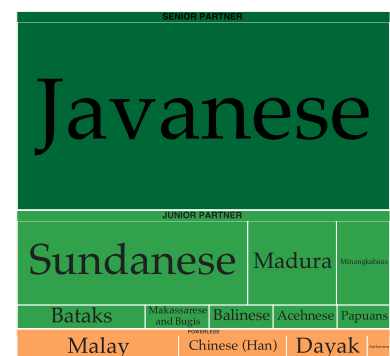 SENIOR PARTNER
Javanese
JUNIOR PARTNER
Sundanese
Madura
Minangkabaus
Bataks
Makassarese
and Bugis
Balinese
Acehnese
Papuans
POWERLESS
Malay
Chinese (Han)
Dayak